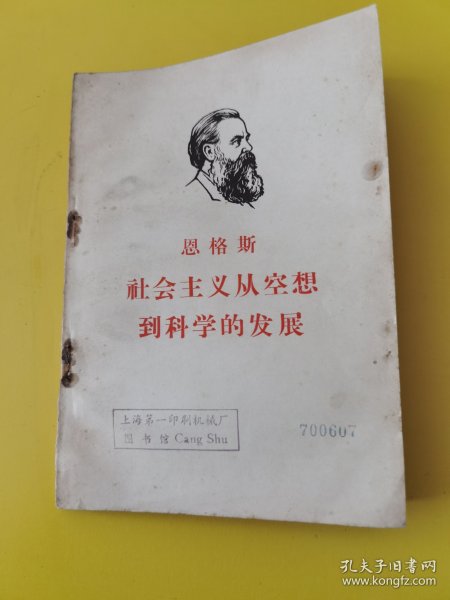 恩格斯
社会主义从空想
到科学的发展
上海第一印刷机械厂
图书馆 Cang Shu
700607
孔夫子旧书网
www.kongfz.com